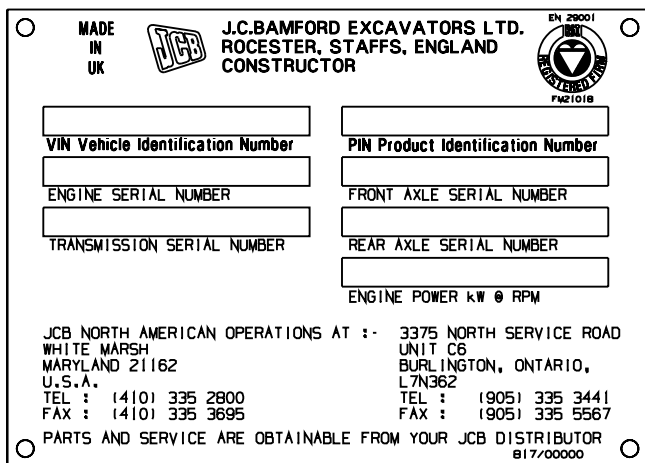 MADE
IN
UK
JCB
J.C.BAMFORD EXCAVATORS LTD.
ROCESTER, STAFFS, ENGLAND
CONSTRUCTOR
EN 29001
BSI
REGISTERED FIRM
FM21018
VIN Vehicle Identification Number
PIN Product Identification Number
ENGINE SERIAL NUMBER
FRONT AXLE SERIAL NUMBER
TRANSMISSION SERIAL NUMBER
REAR AXLE SERIAL NUMBER
ENGINE POWER kW @ RPM
JCB NORTH AMERICAN OPERATIONS AT :-
WHITE MARSH
MARYLAND 21162
U.S.A.
TEL : (410) 335 2800
FAX : (410) 335 3695
3375 NORTH SERVICE ROAD
UNIT C6
BURLINGTON, ONTARIO,
L7N362
TEL : (905) 335 3441
FAX : (905) 335 5567
PARTS AND SERVICE ARE OBTAINABLE FROM YOUR JCB DISTRIBUTOR
817/00000